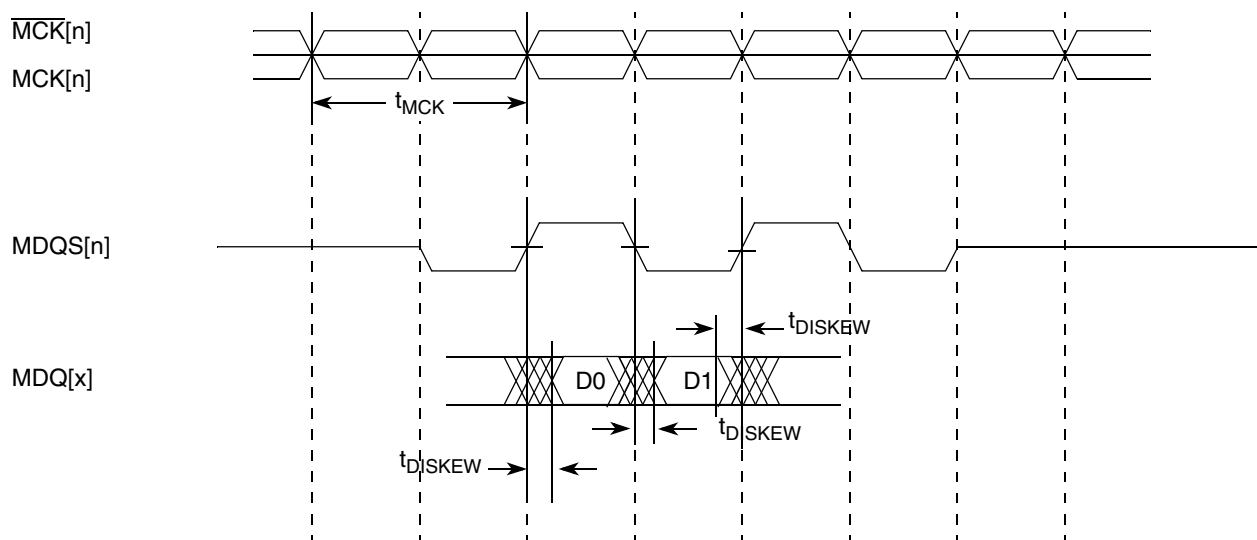 MCK[n]
MCK[n]
tMCK
MDQS[n]
tDISKEW
MDQ[x]
D0
D1
tDISKEW
tDISKEW